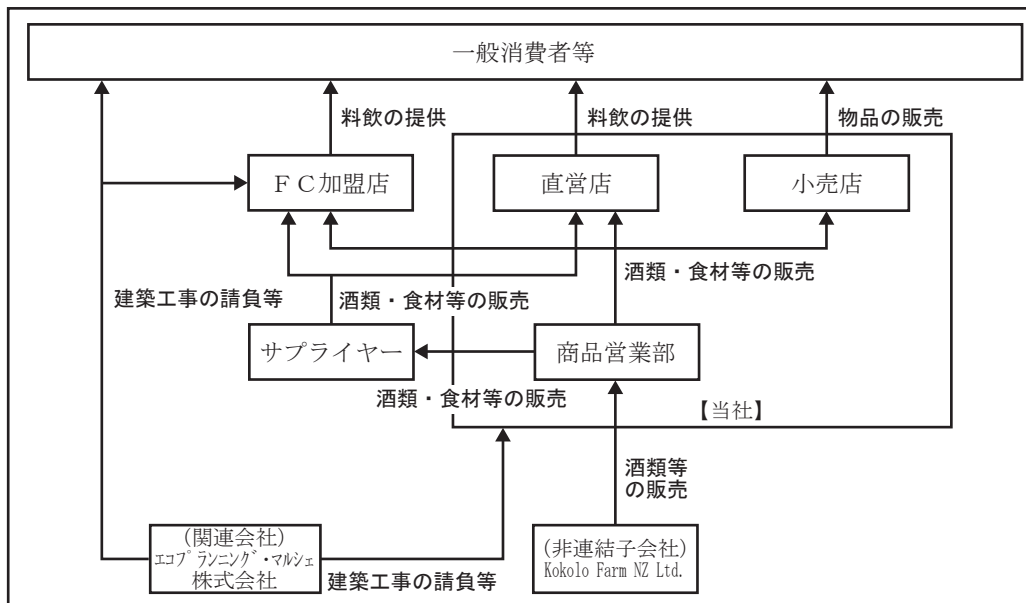 一般消費者等
料飲の提供
料飲の提供
物品の販売
ＦＣ加盟店
直営店
小売店
建築工事の請負等
酒類・食材等の販売
酒類・食材等の販売
サプライヤー
商品営業部
酒類・食材等の販売
【当社】
酒類等
の販売
(関連会社)
ｴｺﾌﾟﾗﾝﾆﾝｸﾞ・ﾏﾙｼｪ
株式会社
建築工事の請負等
(非連結子会社)
Kokolo Farm NZ Ltd.